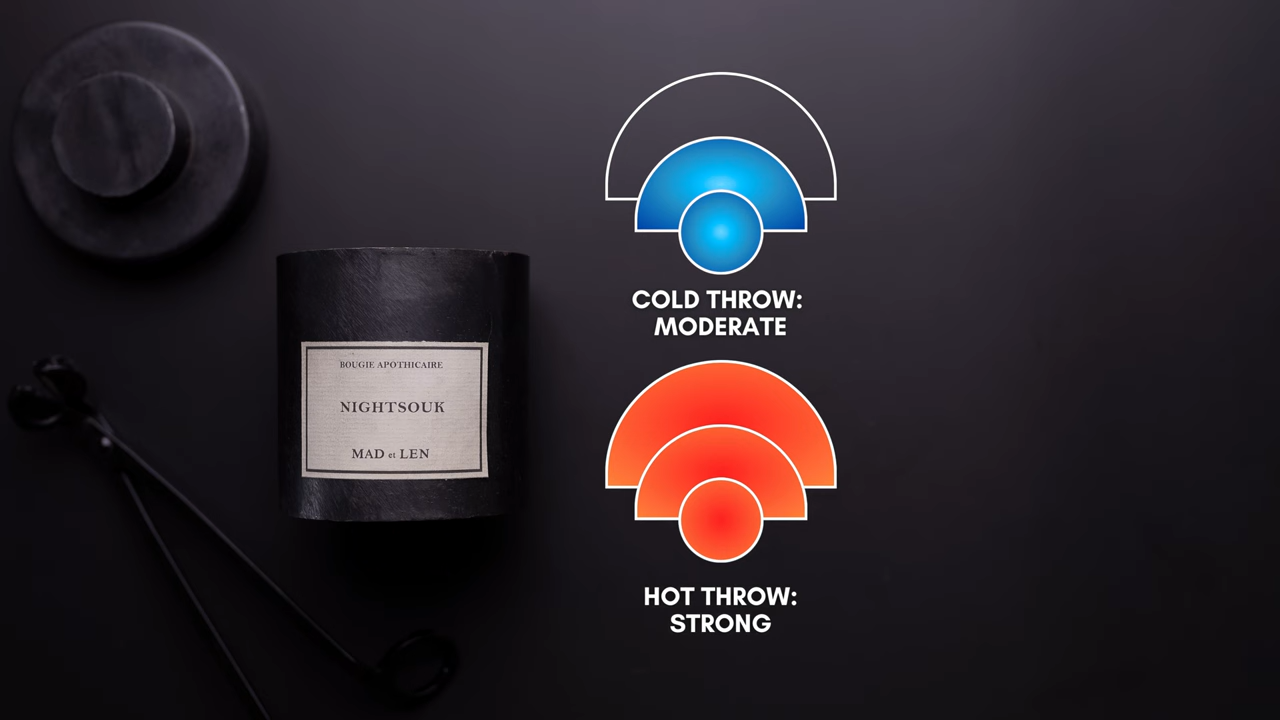 BOUGIE APOTHICAIRE
NIGHTSOUK
MAD et LEN
COLD THROW:
MODERATE
HOT THROW:
STRONG